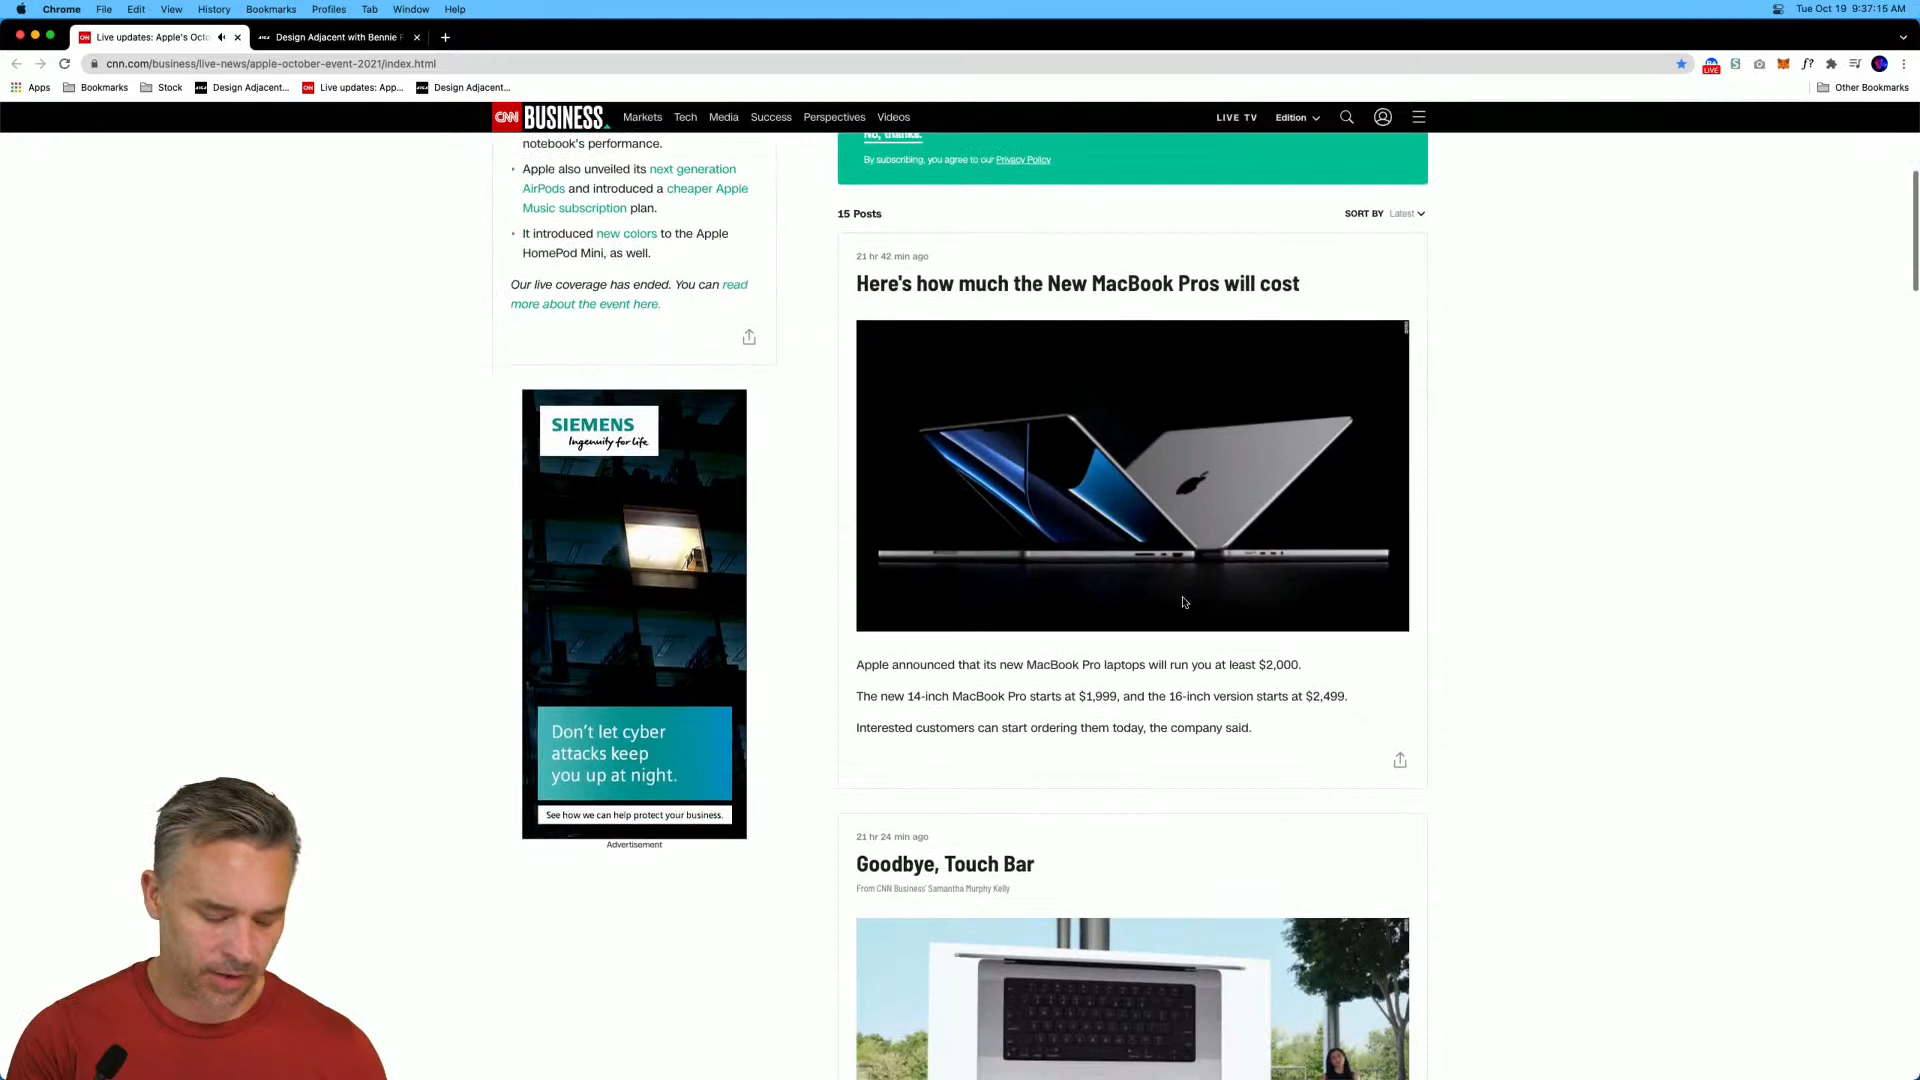 Chrome File Edit View History Bookmarks Profiles Tab Window Help
Tue Oct 19 9:37:15 AM
Live updates: Apple's Octo
Design Adjacent with Bennie F
cnn.com/business/live-news/apple-october-event-2021/index.html
LIVE
Apps Bookmarks Stock Design Adjacent... Live updates: App... Design Adjacent... Other Bookmarks
CNN BUSINESS Markets Tech Media Success Perspectives Videos LIVE TV Edition
notebook's performance.
Apple also unveiled its next generation
AirPods and introduced a cheaper Apple
Music subscription plan.
It introduced new colors to the Apple
HomePod Mini, as well.
Our live coverage has ended. You can read
more about the event here.
SIEMENS
Ingenuity for life
Don't let cyber
attacks keep
you up at night.
See how we can help protect your business.
Advertisement
No, thanks.
By subscribing, you agree to our Privacy Policy
15 Posts
SORT BY Latest
21 hr 42 min ago
Here's how much the New MacBook Pros will cost
Apple announced that its new MacBook Pro laptops will run you at least $2,000.
The new 14-inch MacBook Pro starts at $1,999, and the 16-inch version starts at $2,499.
Interested customers can start ordering them today, the company said.
21 hr 24 min ago
Goodbye, Touch Bar
From CNN Business' Samantha Murphy Kelly